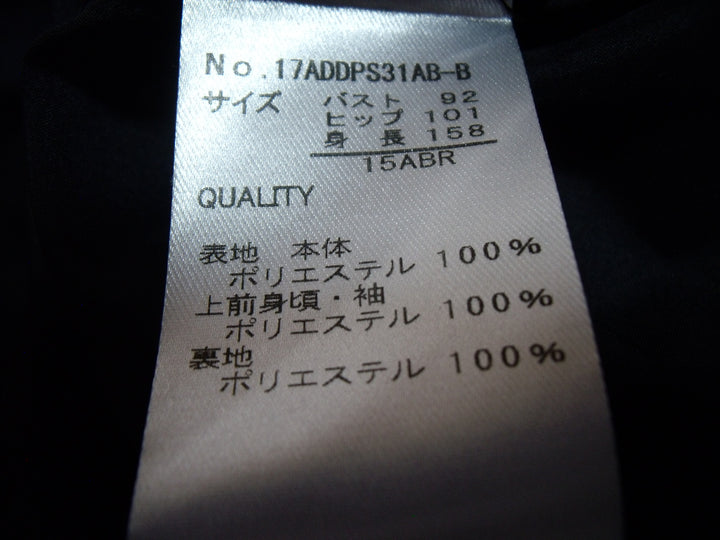 No.17ADDPS31AB-B
サイズ バスト 92
ヒップ 101
身 長 158
15ABR
QUALITY
表地 本体
ポリエステル 100%
上前身頃・袖
ポリエステル 100%
裏地
ポリエステル 100%